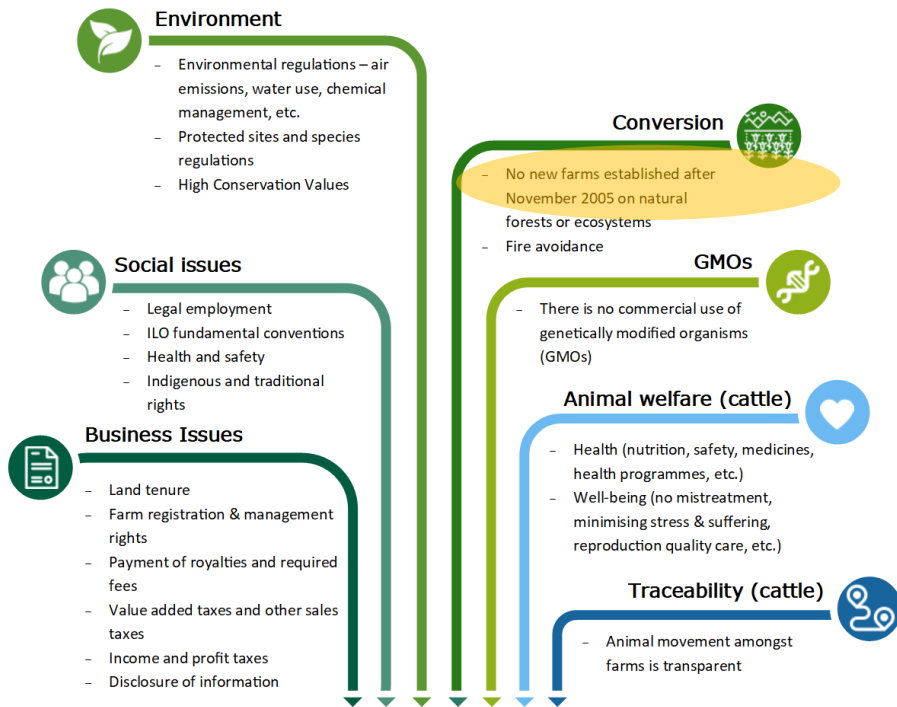 Environment
– Environmental regulations – air
emissions, water use, chemical
management, etc.
– Protected sites and species
regulations
– High Conservation Values
Social issues
– Legal employment
– ILO fundamental conventions
– Health and safety
– Indigenous and traditional
rights
Business Issues
– Land tenure
– Farm registration & management
rights
– Payment of royalties and required
fees
– Value added taxes and other sales
taxes
– Income and profit taxes
– Disclosure of information
Conversion
– No new farms established after
November 2005 on natural
forests or ecosystems
– Fire avoidance
GMOs
– There is no commercial use of
genetically modified organisms
(GMOs)
Animal welfare (cattle)
– Health (nutrition, safety, medicines,
health programmes, etc.)
– Well-being (no mistreatment,
minimising stress & suffering,
reproduction quality care, etc.)
Traceability (cattle)
– Animal movement amongst
farms is transparent